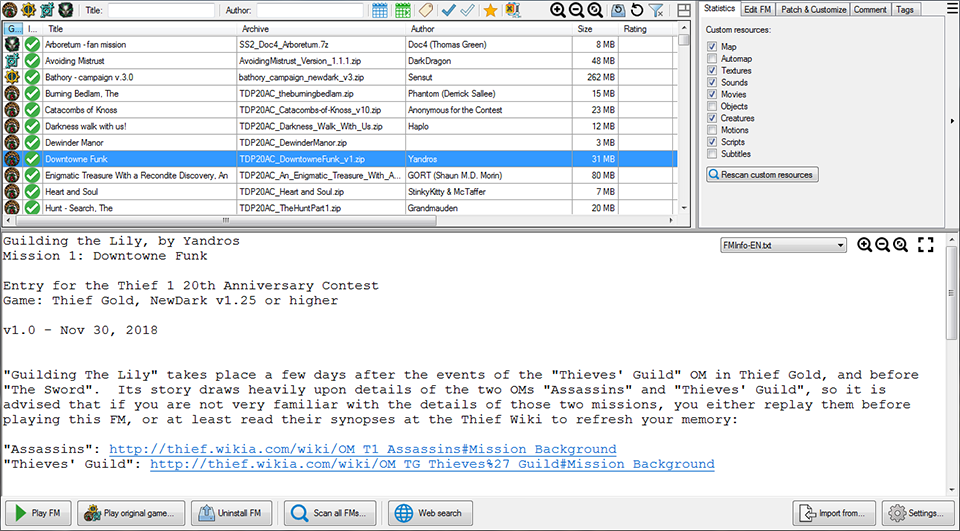 Title: Author:
Statistics Edit FM Patch & Customize Comment Tags
G... I... Title Archive Author Size Rating
Arboretum - fan mission SS2_Doc4_Arboretum.7z Doc4 (Thomas Green) 8 MB
Avoiding Mistrust AvoidingMistrust_Version_1.1.1.zip DarkDragon 48 MB
Bathory - campaign v.3.0 bathory_campaign_newdark_v3.zip Sensut 262 MB
Burning Bedlam, The TDP20AC_theburningbedlam.zip Phantom (Derrick Sallee) 15 MB
Catacombs of Knoss TDP20AC_Catacombs-of-Knoss_v10.zip Anonymous for the Contest 23 MB
Darkness walk with us! TDP20AC_Darkness_Walk_With_Us.zip Haplo 12 MB
Dewinder Manor TDP20AC_DewinderManor.zip 3 MB
Downtowne Funk TDP20AC_DowntowneFunk_v1.zip Yandros 31 MB
Enigmatic Treasure With a Recondite Discovery, An TDP20AC_An_Enigmatic_Treasure_With_A... GORT (Shaun M.D. Morin) 80 MB
Heart and Soul TDP20AC_Heart and Soul.zip StinkyKitty & McTaffer 7 MB
Hunt - Search, The TDP20AC_TheHuntPart1.zip Grandmauden 20 MB
Custom resources:
Map
Automap
Textures
Sounds
Movies
Objects
Creatures
Motions
Scripts
Subtitles
Rescan custom resources
FMInfo-EN.txt
Guilding the Lily, by Yandros
Mission 1: Downtowne Funk
Entry for the Thief 1 20th Anniversary Contest
Game: Thief Gold, NewDark v1.25 or higher
v1.0 - Nov 30, 2018
"Guilding The Lily" takes place a few days after the events of the "Thieves' Guild" OM in Thief Gold, and before
"The Sword". Its story draws heavily upon details of the two OMs "Assassins" and "Thieves' Guild", so it is
advised that if you are not very familiar with the details of those two missions, you either replay them before
playing this FM, or at least read their synopses at the Thief Wiki to refresh your memory:
"Assassins": http://thief.wikia.com/wiki/OM_T1_Assassins#Mission_Background
"Thieves' Guild": http://thief.wikia.com/wiki/OM_TG_Thieves%27_Guild#Mission_Background
Play FM Play original game... Uninstall FM Scan all FMs... Web search Import from... Settings...